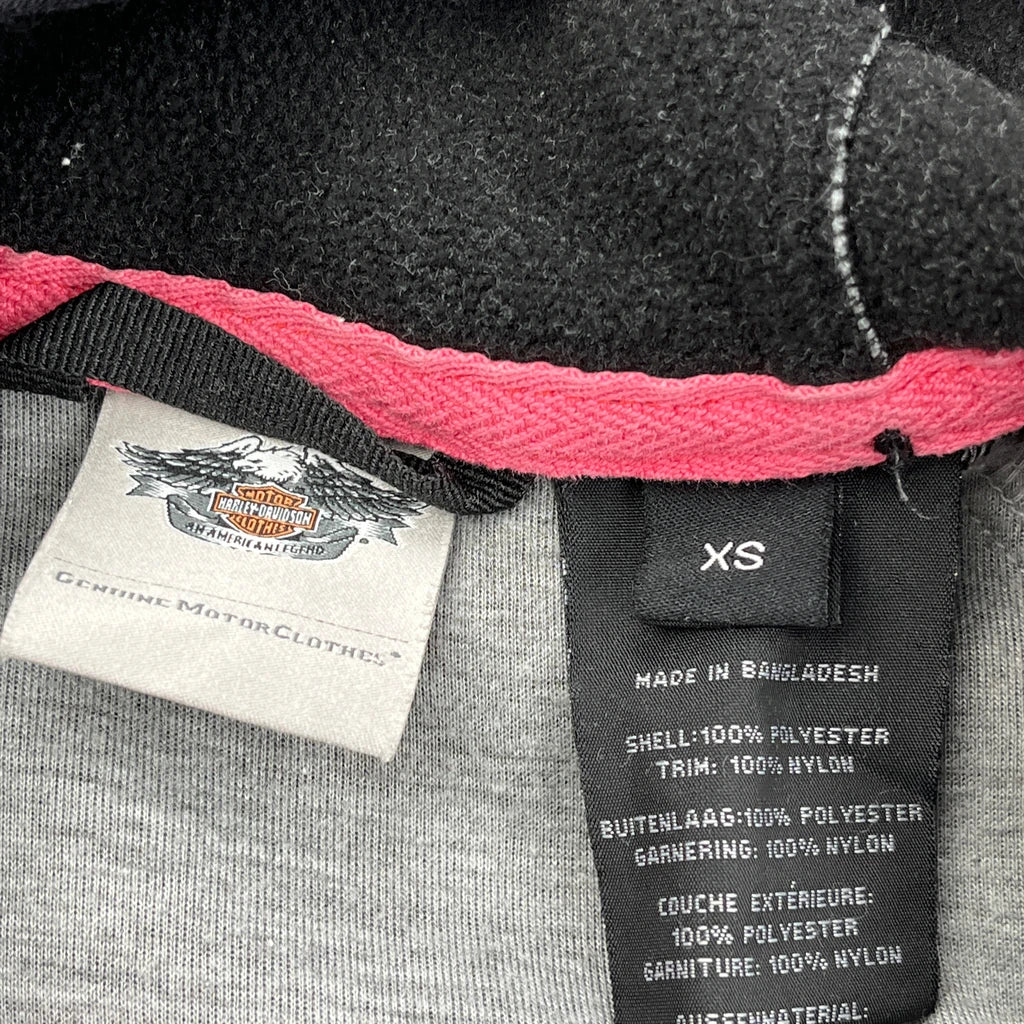 MOTOR
HARLEY-DAVIDSON
CLOTHES
AN AMERICAN LEGEND
®
GENUINE MOTORCLOTHES®
XS
MADE IN BANGLADESH
SHELL:100% POLYESTER
TRIM: 100% NYLON
BUITENLAAG:100% POLYESTER
GARNERING: 100% NYLON
COUCHE EXTÉRIEURE:
100% POLYESTER
GARNITURE: 100% NYLON
AUSSENMATERIAL: